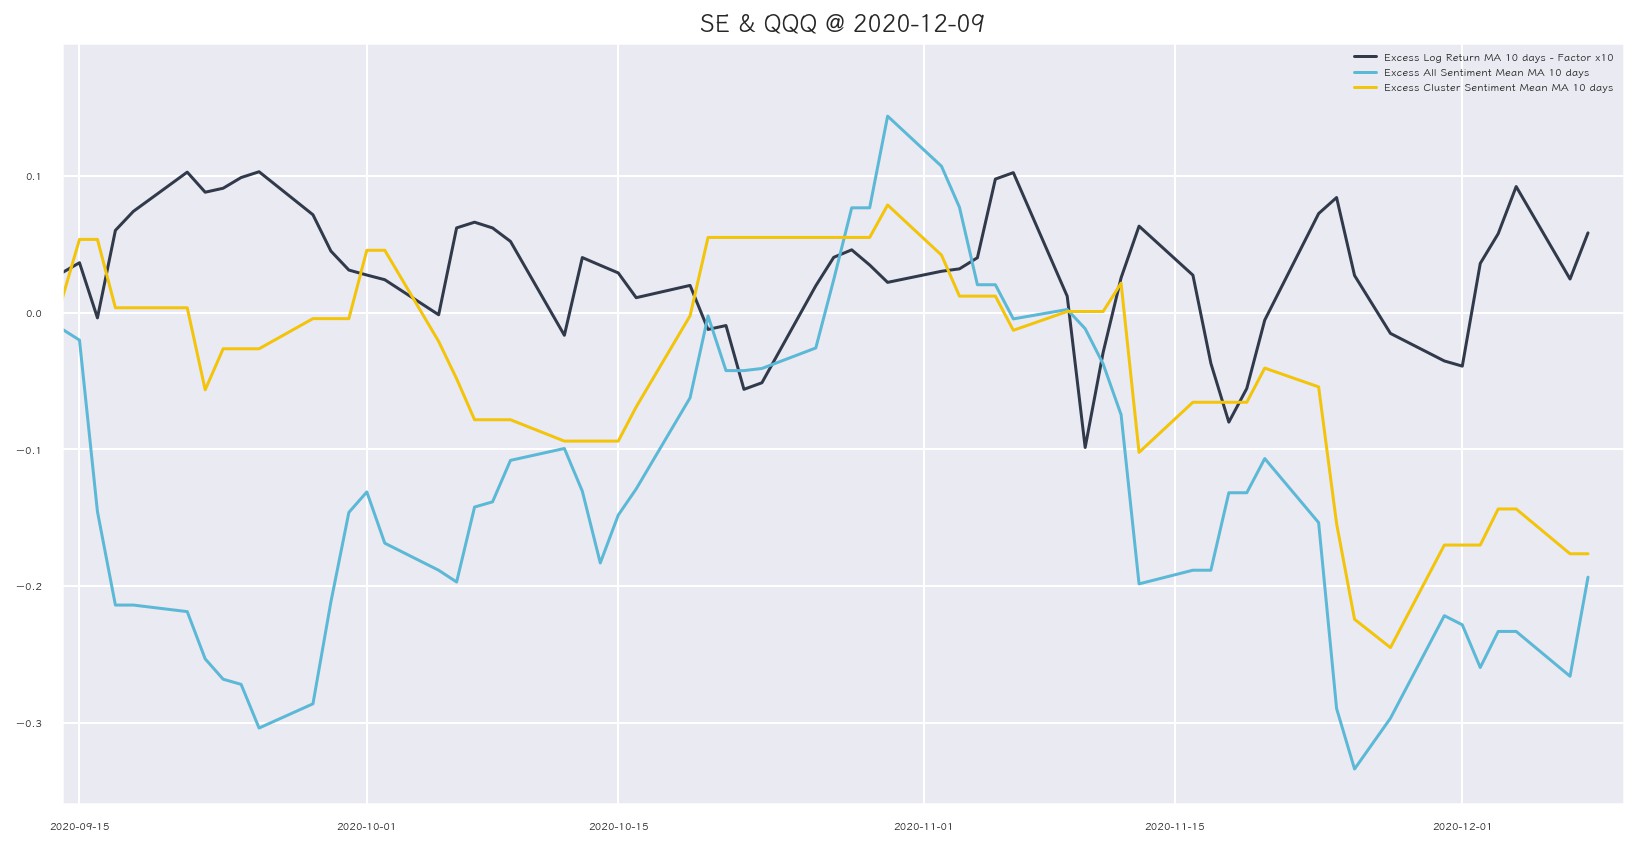 SE & QQQ @ 2020-12-09
Excess Log Return MA 10 days - Factor x10
Excess All Sentiment Mean MA 10 days
Excess Cluster Sentiment Mean MA 10 days
0.1
0.0
−0.1
−0.2
−0.3
2020-09-15
2020-10-01
2020-10-15
2020-11-01
2020-11-15
2020-12-01